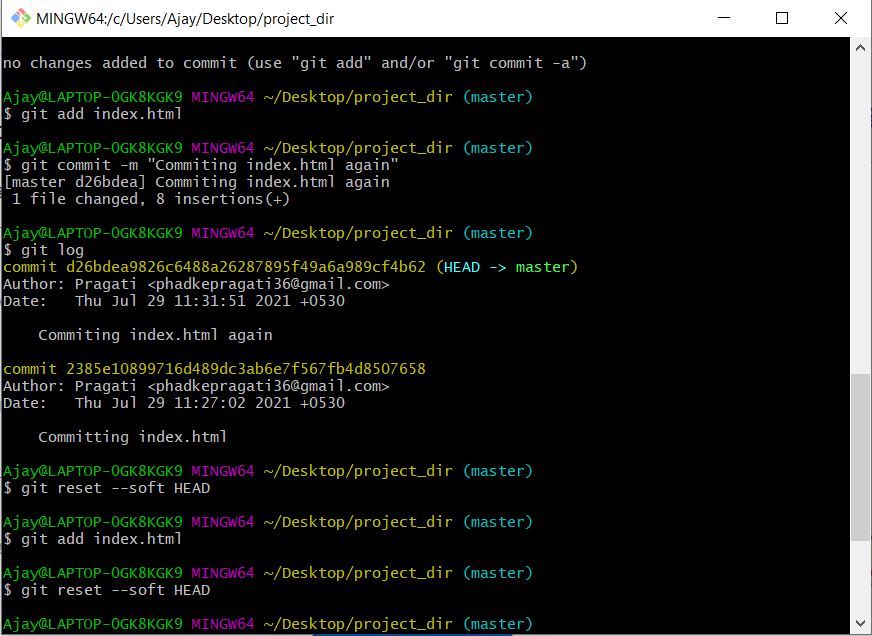 MINGW64:/c/Users/Ajay/Desktop/project_dir
no changes added to commit (use "git add" and/or "git commit -a")
Ajay@LAPTOP-OGK8KGK9 MINGW64 ~/Desktop/project_dir (master)
$ git add index.html
Ajay@LAPTOP-OGK8KGK9 MINGW64 ~/Desktop/project_dir (master)
$ git commit -m "Commiting index.html again"
[master d26bdea] Commiting index.html again
 1 file changed, 8 insertions(+)
Ajay@LAPTOP-OGK8KGK9 MINGW64 ~/Desktop/project_dir (master)
$ git log
commit d26bdea9826c6488a26287895f49a6a989cf4b62 (HEAD -> master)
Author: Pragati <phadkepragati36@gmail.com>
Date:   Thu Jul 29 11:31:51 2021 +0530
    Commiting index.html again
commit 2385e10899716d489dc3ab6e7f567fb4d8507658
Author: Pragati <phadkepragati36@gmail.com>
Date:   Thu Jul 29 11:27:02 2021 +0530
    Committing index.html
Ajay@LAPTOP-OGK8KGK9 MINGW64 ~/Desktop/project_dir (master)
$ git reset --soft HEAD
Ajay@LAPTOP-OGK8KGK9 MINGW64 ~/Desktop/project_dir (master)
$ git add index.html
Ajay@LAPTOP-OGK8KGK9 MINGW64 ~/Desktop/project_dir (master)
$ git reset --soft HEAD
Ajay@LAPTOP-OGK8KGK9 MINGW64 ~/Desktop/project_dir (master)